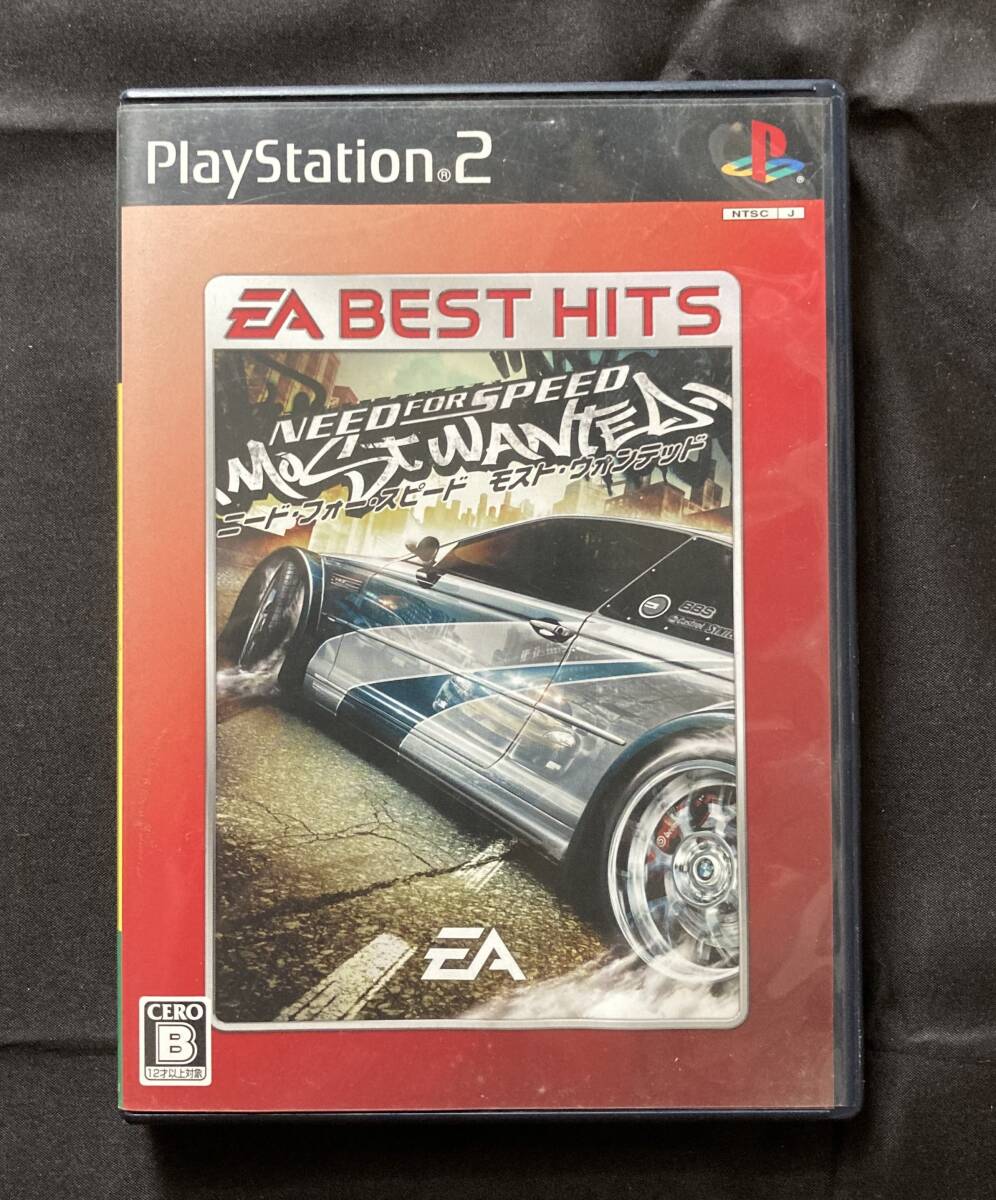 PlayStation®2
®
NTSC J
EA BEST HITS
NEED FOR SPEED
MOST WANTED
ニード・フォー・スピード モスト・ウォンテッド
BBS
Castrol
EA
CERO
B
12才以上対象